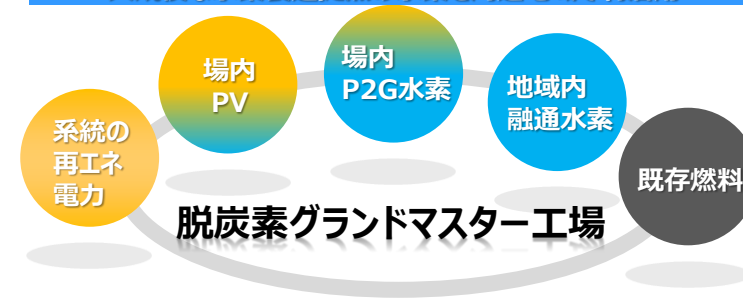 場内
PV
場内
P2G水素
地域内
融通水素
系統の
再エネ
電力
既存燃料
脱炭素グランドマスター工場